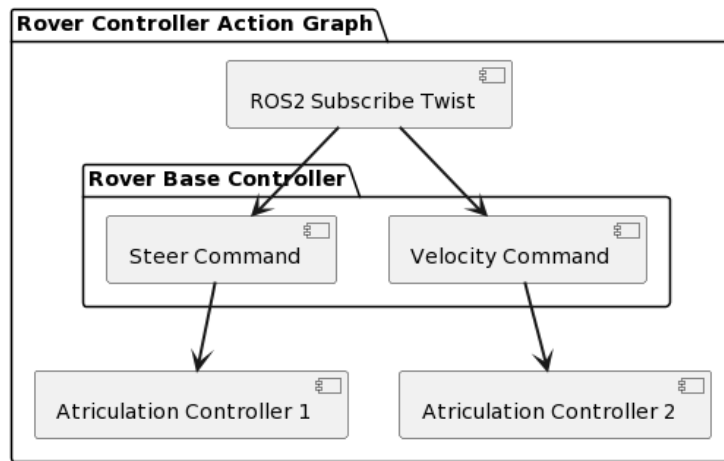 Rover Controller Action Graph
ROS2 Subscribe Twist
Rover Base Controller
Steer Command
Velocity Command
Atriculation Controller 1
Atriculation Controller 2